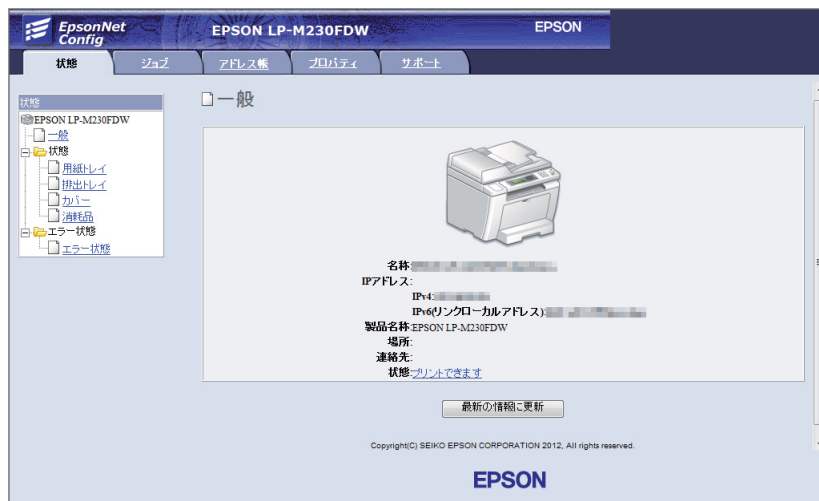 EpsonNet
Config
EPSON LP-M230FDW
EPSON
状態 ジョブ アドレス帳 プロパティ サポート
状態
EPSON LP-M230FDW
一般
状態
用紙トレイ
排出トレイ
カバー
消耗品
エラー状態
エラー状態
一般
名称:
IPアドレス:
IPv4:
IPv6(リンクローカルアドレス):
製品名称:EPSON LP-M230FDW
場所:
連絡先:
状態:プリントできます
最新の情報に更新
Copyright(C) SEIKO EPSON CORPORATION 2012, All rights reserved.
EPSON